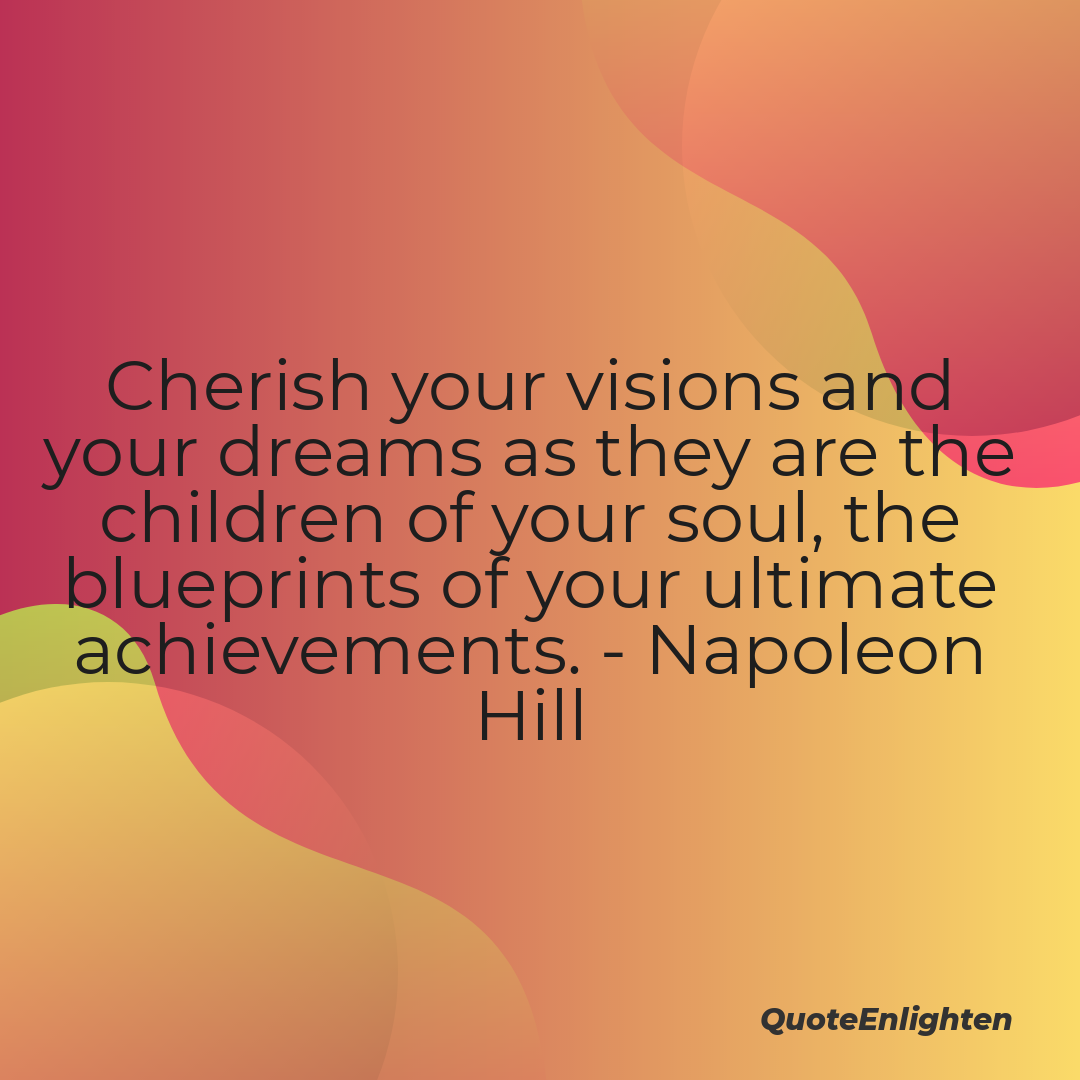 Cherish your visions and
your dreams as they are the
children of your soul, the
blueprints of your ultimate
achievements. - Napoleon
Hill
QuoteEnlighten